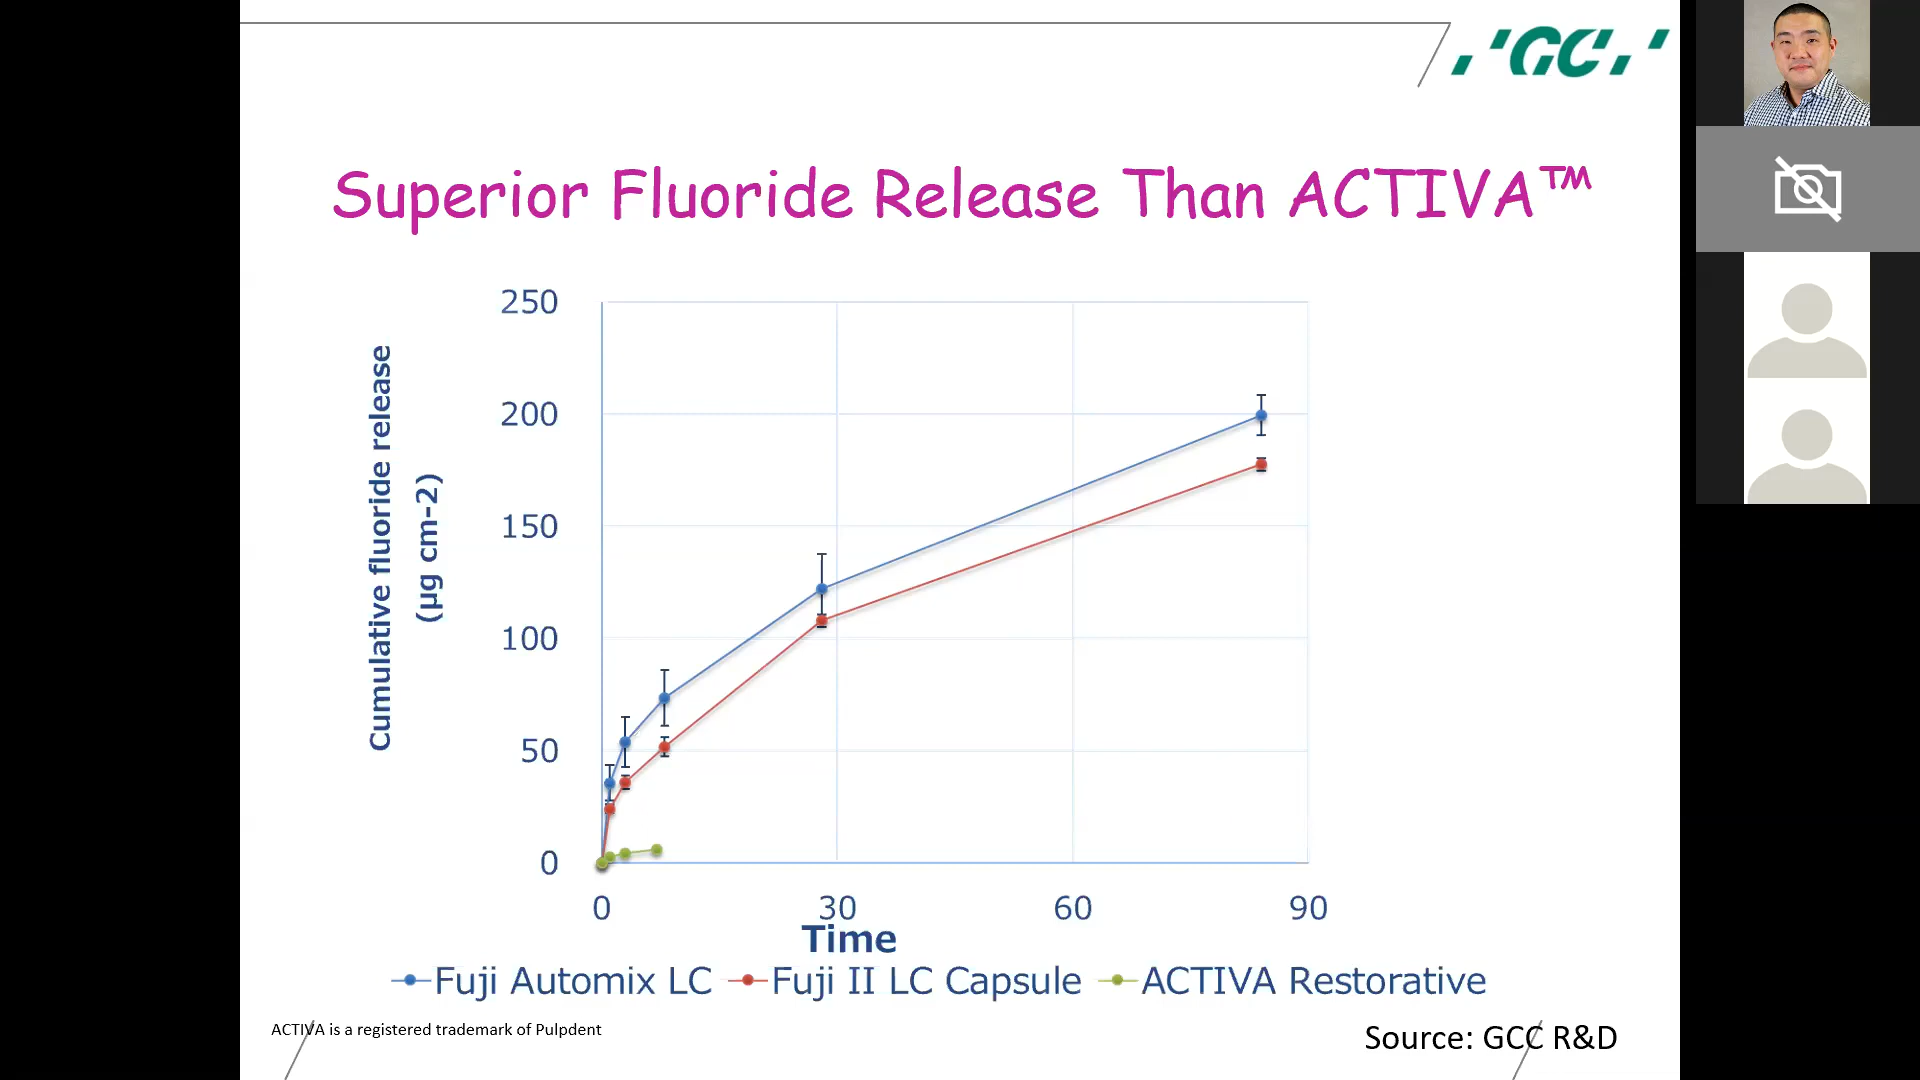 GC
Superior Fluoride Release Than ACTIVA™
Cumulative fluoride release
(µg cm-2)
250
200
150
100
50
0
0 30 60 90
Time
Fuji Automix LC Fuji II LC Capsule ACTIVA Restorative
ACTIVA is a registered trademark of Pulpdent
Source: GCC R&D